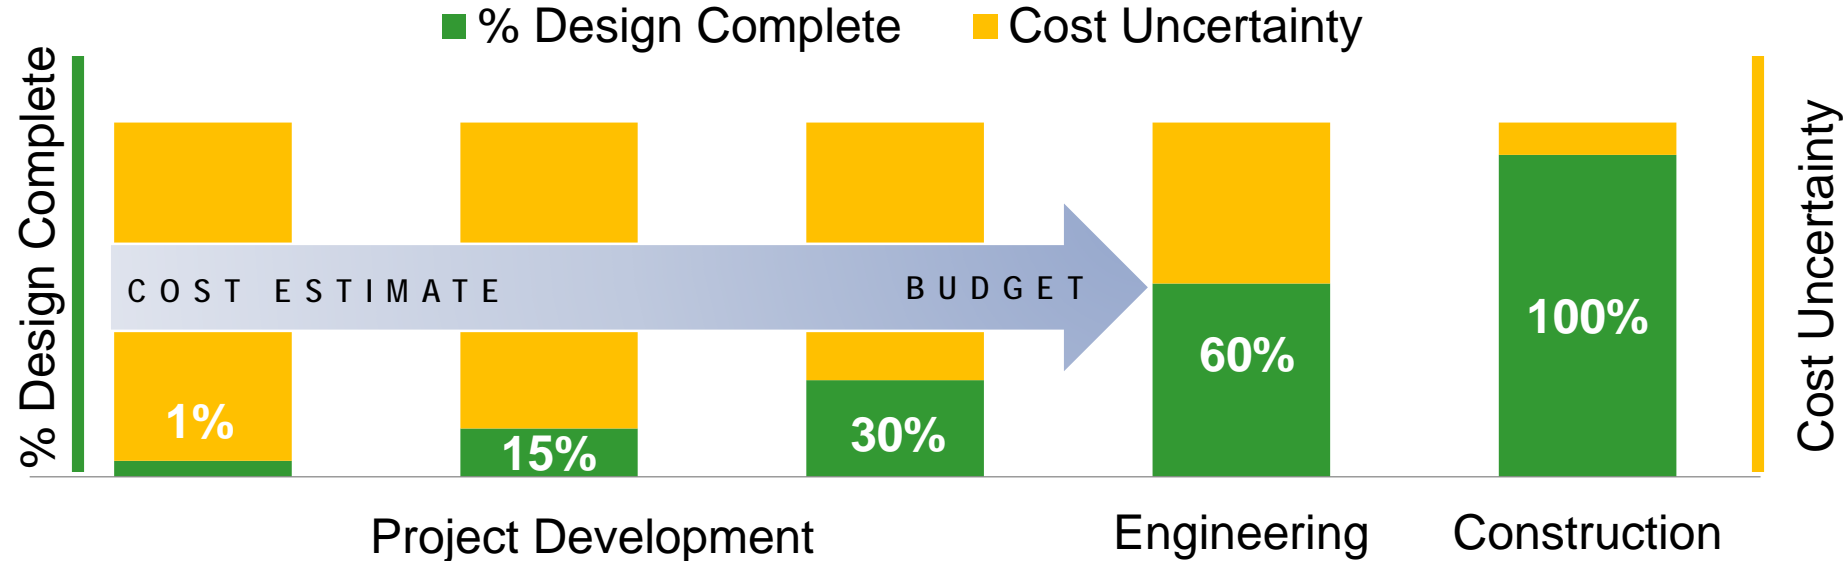 % Design Complete
Cost Uncertainty
% Design Complete
COST ESTIMATE
BUDGET
1%
15%
30%
60%
100%
Cost Uncertainty
Project Development
Engineering
Construction